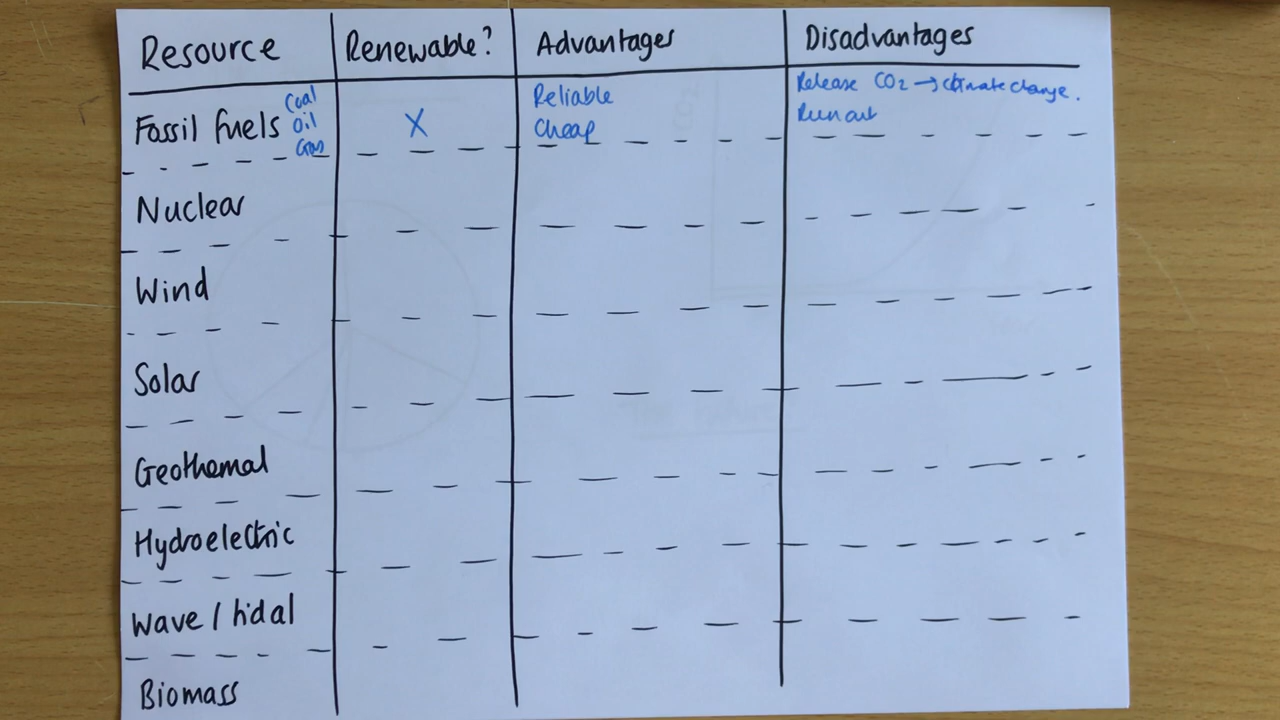 Resource Renewable? Advantages Disadvantages
Fossil fuels Coal Oil Gas X Reliable Cheap Release CO2 → climate change. Run out
Nuclear
Wind
Solar
Geothemal
Hydroelectric
Wave / tidal
Biomass